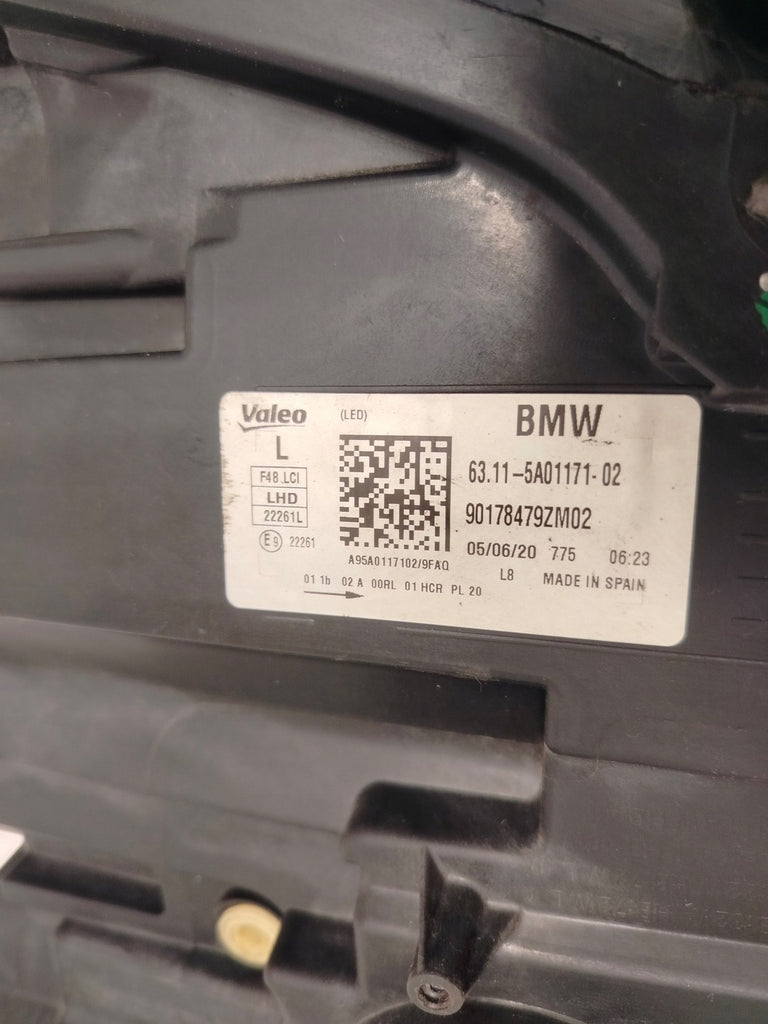 Valeo (LED) BMW
L
F48 LCI
LHD
22261L
E9 22261
63.11-5A01171-02
90178479ZM02
05/06/20 775 06:23
A95A0117102/9FAQ
L8 MADE IN SPAIN
01 1b 02 A 00RL 01 HCR PL 20